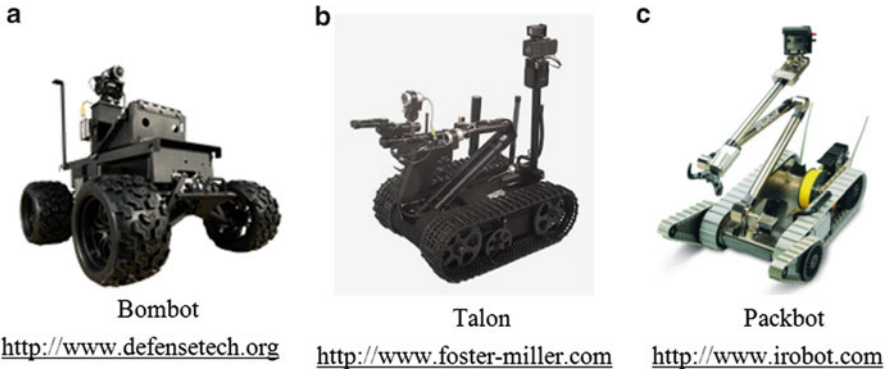 a
b
c
Bombot
Talon
Packbot
http://www.defensetech.org
http://www.foster-miller.com
http://www.irobot.com